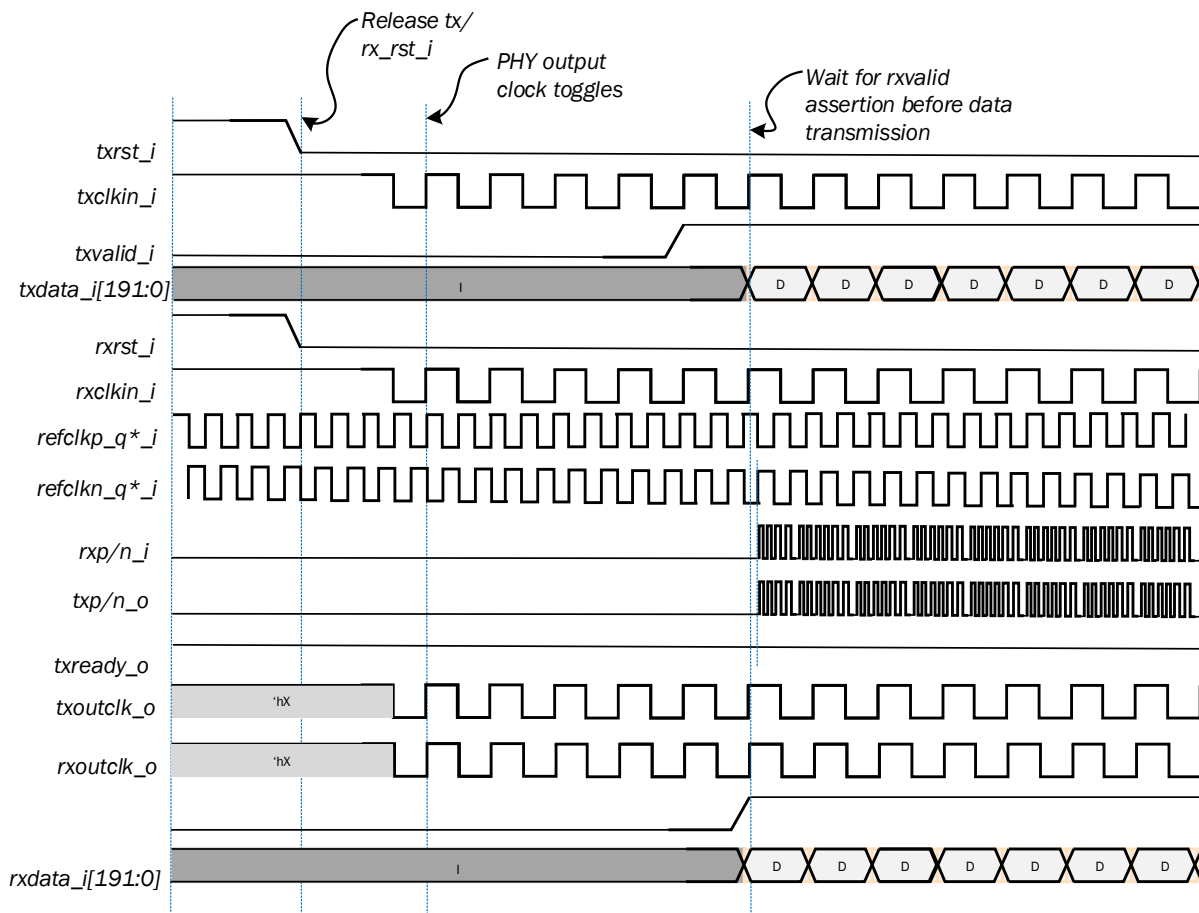 Release tx/
rx_rst_i
PHY output
clock toggles
Wait for rxvalid
assertion before data
transmission
txrst_i
txclkin_i
txvalid_i
txdata_i[191:0]
I
D D D D D D D
rxrst_i
rxclkin_i
refclkp_q*_i
refclkn_q*_i
rxp/n_i
txp/n_o
txready_o
txoutclk_o
'hX
rxoutclk_o
'hX
rxdata_i[191:0]
I
D D D D D D D